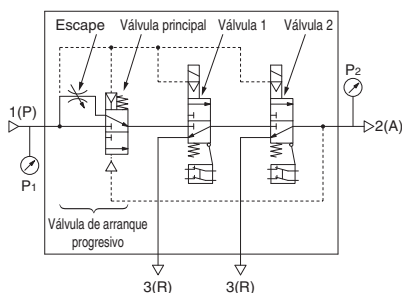 Escape
Válvula principal
Válvula 1
Válvula 2
P2
1(P)
2(A)
P1
Válvula de arranque
progresivo
3(R)
3(R)